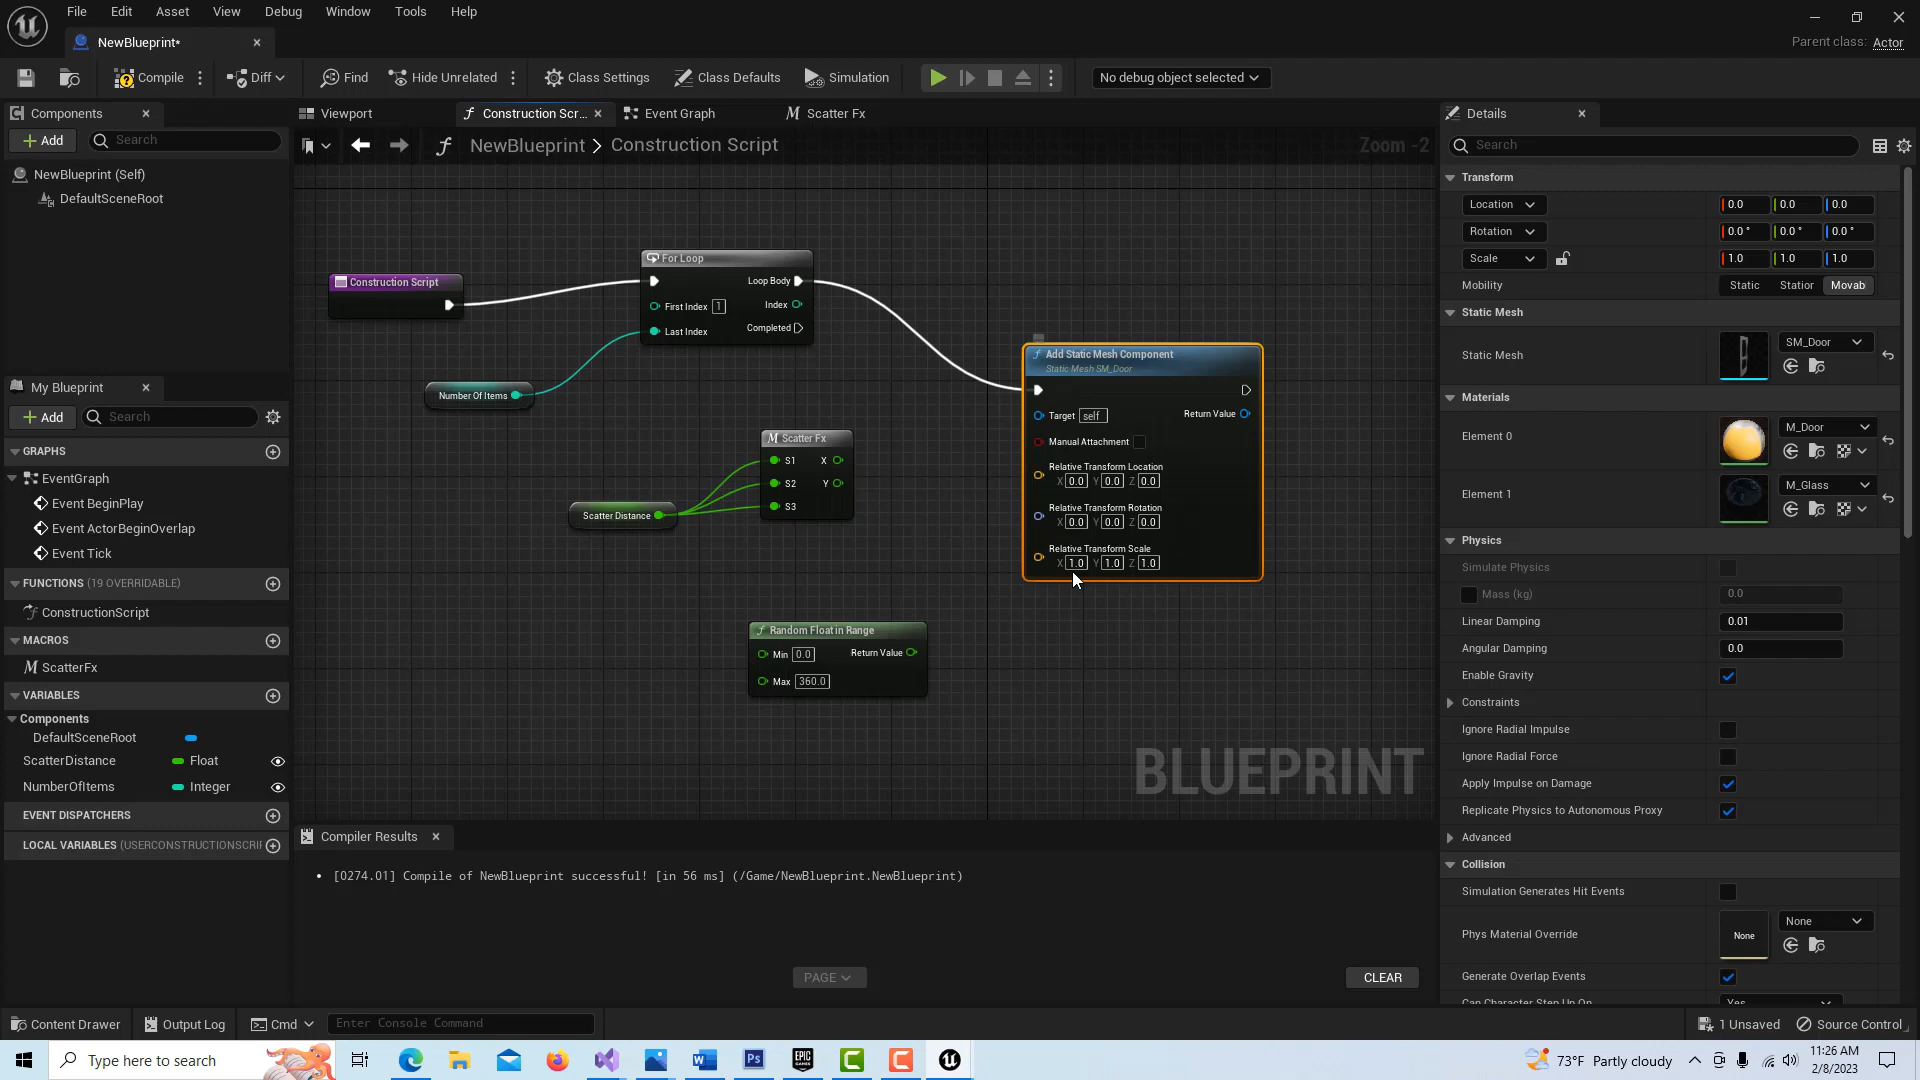 File Edit Asset View Debug Window Tools Help
NewBlueprint*
Parent class: Actor
Compile Diff Find Hide Unrelated Class Settings Class Defaults Simulation No debug object selected
Components
Add Search
NewBlueprint (Self)
DefaultSceneRoot
My Blueprint
Add Search
GRAPHS
EventGraph
Event BeginPlay
Event ActorBeginOverlap
Event Tick
FUNCTIONS (19 OVERRIDABLE)
ConstructionScript
MACROS
ScatterFx
VARIABLES
Components
DefaultSceneRoot
ScatterDistance Float
NumberOfItems Integer
EVENT DISPATCHERS
LOCAL VARIABLES (USERCONSTRUCTIONSCRIP
Viewport Construction Scr... Event Graph Scatter Fx
NewBlueprint > Construction Script
Zoom -2
Construction Script
For Loop
Loop Body
First Index 1 Index
Last Index Completed
Number Of Items
Scatter Fx
S1 X
S2 Y
S3
Scatter Distance
Random Float in Range
Min 0.0 Return Value
Max 360.0
Add Static Mesh Component
Static Mesh SM_Door
Target self Return Value
Manual Attachment
Relative Transform Location
X 0.0 Y 0.0 Z 0.0
Relative Transform Rotation
X 0.0 Y 0.0 Z 0.0
Relative Transform Scale
X 1.0 Y 1.0 Z 1.0
BLUEPRINT
Compiler Results
[0274.01] Compile of NewBlueprint successful! [in 56 ms] (/Game/NewBlueprint.NewBlueprint)
PAGE
CLEAR
Details
Search
Transform
Location 0.0 0.0 0.0
Rotation 0.0 ° 0.0 ° 0.0 °
Scale 1.0 1.0 1.0
Mobility Static Station Movab
Static Mesh
Static Mesh SM_Door
Materials
Element 0 M_Door
Element 1 M_Glass
Physics
Simulate Physics
Mass (kg) 0.0
Linear Damping 0.01
Angular Damping 0.0
Enable Gravity
Constraints
Ignore Radial Impulse
Ignore Radial Force
Apply Impulse on Damage
Replicate Physics to Autonomous Proxy
Advanced
Collision
Simulation Generates Hit Events
Phys Material Override None None
Generate Overlap Events
Can Character Step Up On Yes
Content Drawer Output Log Cmd Enter Console Command
1 Unsaved Source Control
Type here to search
73°F Partly cloudy
11:26 AM
2/8/2023